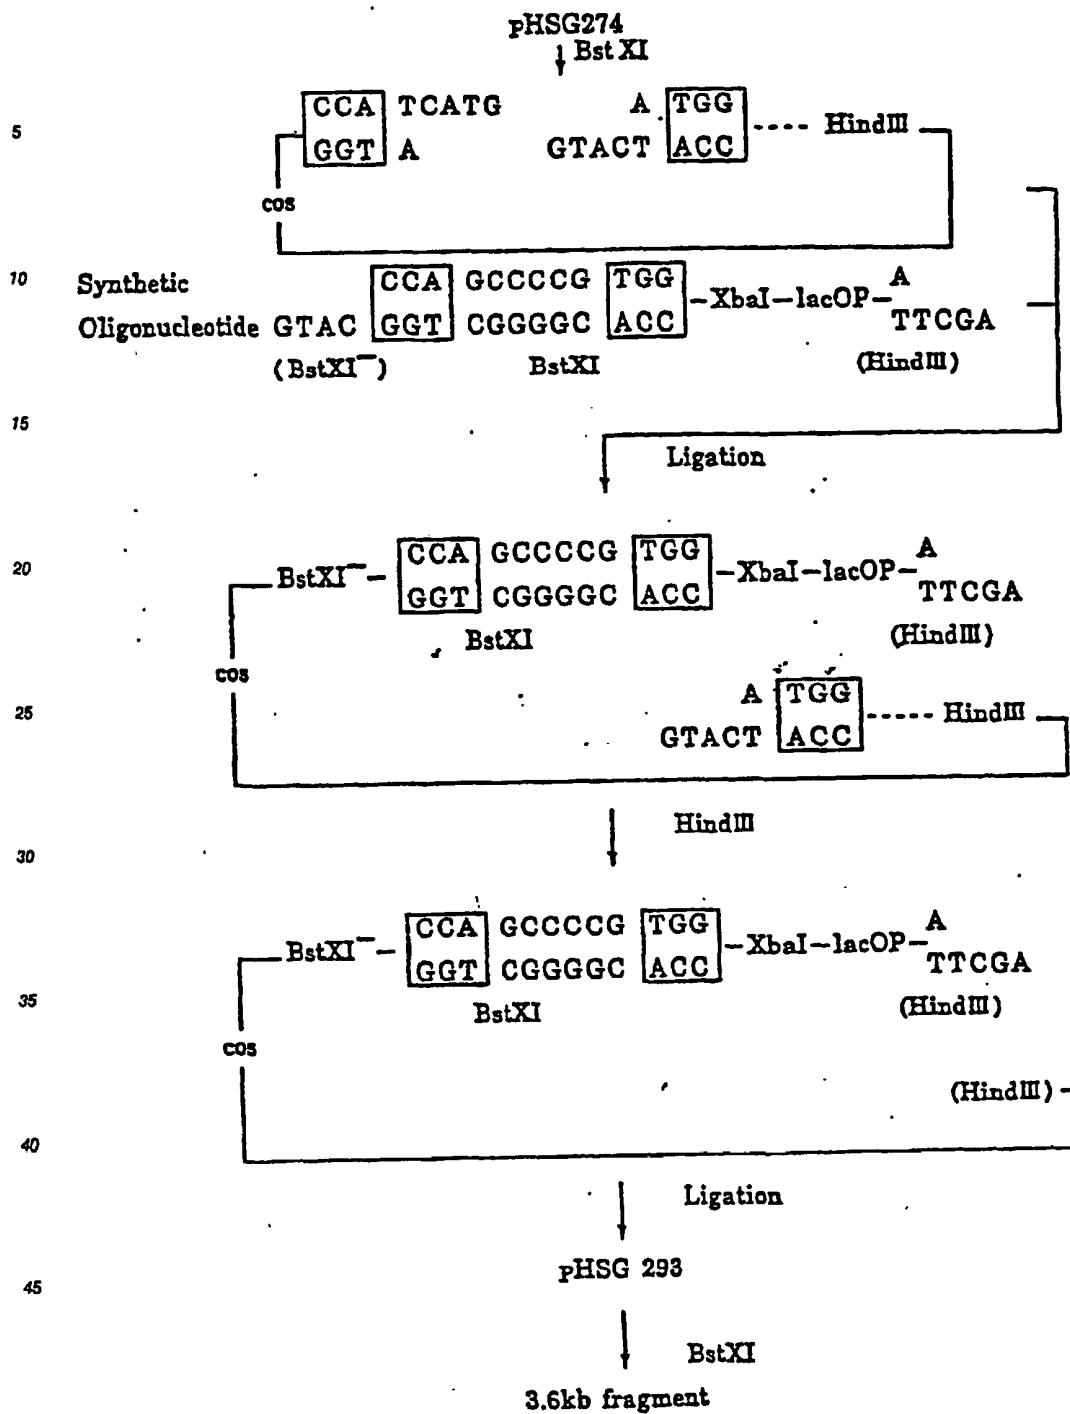 pHSG274
Bst XI
CCA TCATG A TGG
5
GGT A GTACT ACC ---- HindⅢ
cos
10 Synthetic CCA GCCCCG TGG A
-XbaI-lacOP-
Oligonucleotide GTAC GGT CGGGGC ACC TTCGA
(BstXI⁻) BstXI (HindⅢ)
15
Ligation
CCA GCCCCG TGG A
20 BstXI⁻- -XbaI-lacOP-
GGT CGGGGC ACC TTCGA
BstXI (HindⅢ)
cos
A TGG
25 ---- HindⅢ
GTACT ACC
HindⅢ
30
CCA GCCCCG TGG A
BstXI⁻- -XbaI-lacOP-
GGT CGGGGC ACC TTCGA
35 BstXI (HindⅢ)
cos
(HindⅢ)-
40
Ligation
pHSG 293
45
BstXI
3.6kb fragment